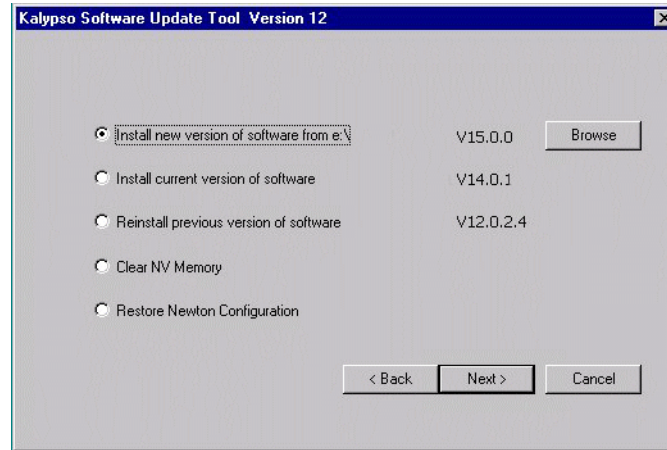 Kalypso Software Update Tool Version 12
Install new version of software from e:\ V15.0.0 Browse
Install current version of software V14.0.1
Reinstall previous version of software V12.0.2.4
Clear NV Memory
Restore Newton Configuration
< Back Next > Cancel